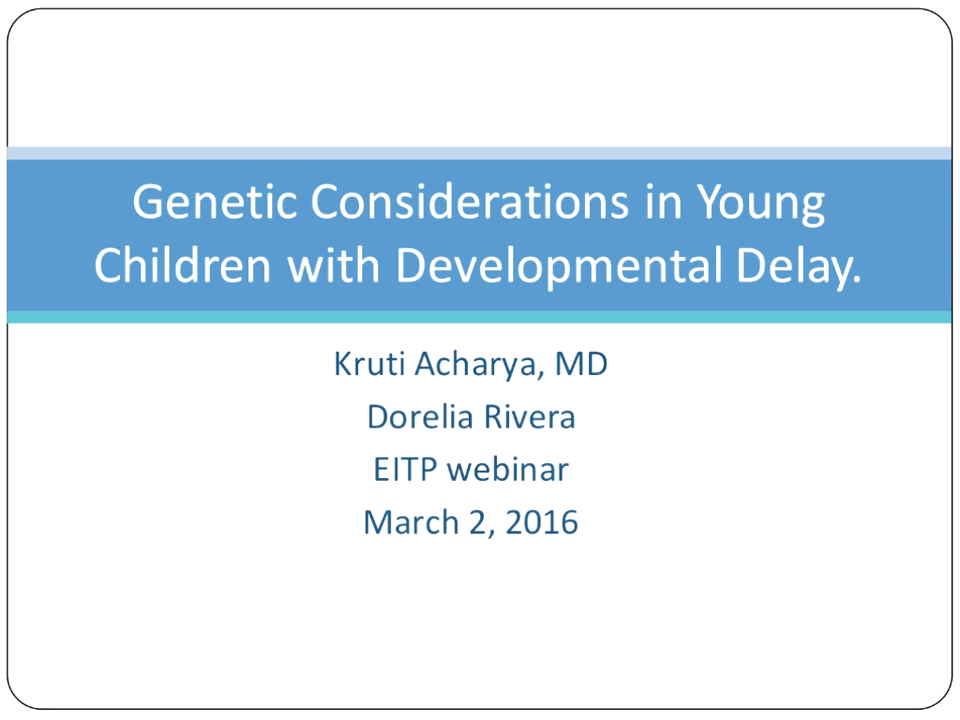 Genetic Considerations in Young
Children with Developmental Delay.
Kruti Acharya, MD
Dorelia Rivera
EITP webinar
March 2, 2016